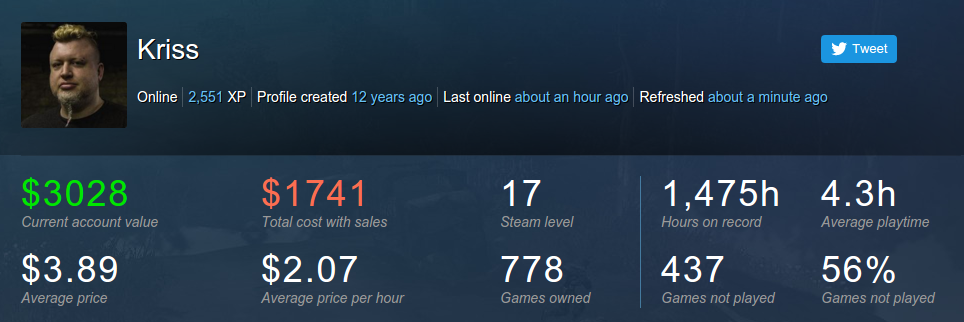 Kriss
Tweet
Online 2,551 XP Profile created 12 years ago Last online about an hour ago Refreshed about a minute ago
$3028 $1741 17 1,475h 4.3h
Current account value Total cost with sales Steam level Hours on record Average playtime
$3.89 $2.07 778 437 56%
Average price Average price per hour Games owned Games not played Games not played